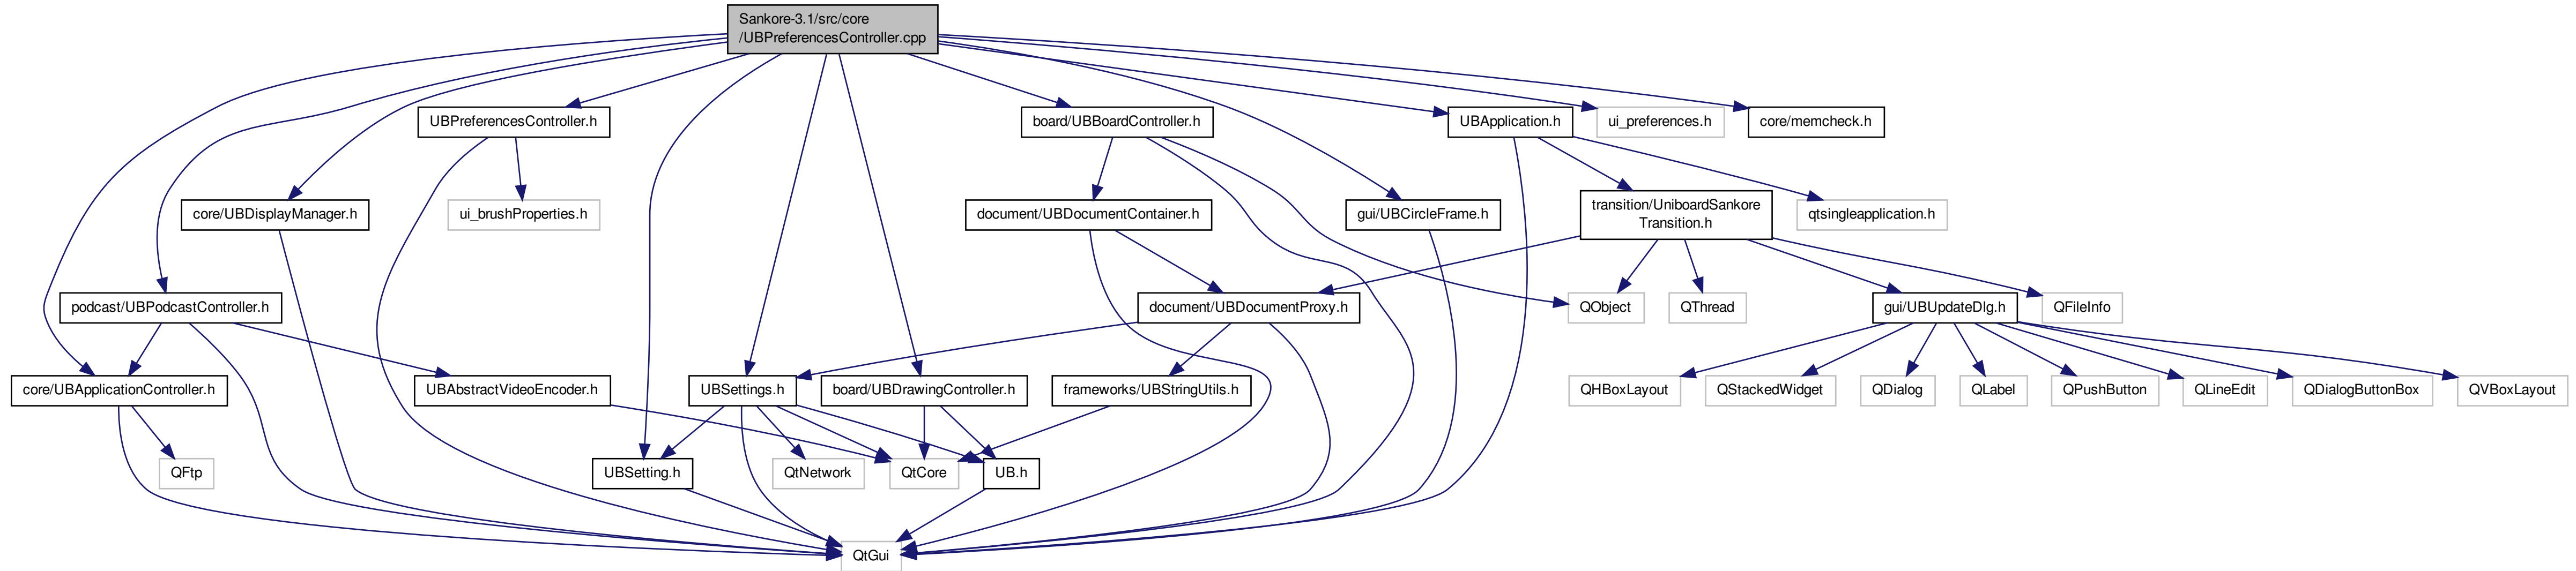 Sankore-3.1/src/core
/UBPreferencesController.cpp
UBPreferencesController.h
board/UBBoardController.h
UBApplication.h
ui_preferences.h
core/memcheck.h
core/UBDisplayManager.h
ui_brushProperties.h
document/UBDocumentContainer.h
gui/UBCircleFrame.h
transition/UniboardSankore
Transition.h
qtsingleapplication.h
podcast/UBPodcastController.h
document/UBDocumentProxy.h
QObject
QThread
gui/UBUpdateDlg.h
QFileInfo
core/UBApplicationController.h
UBAbstractVideoEncoder.h
UBSettings.h
board/UBDrawingController.h
frameworks/UBStringUtils.h
QHBoxLayout
QStackedWidget
QDialog
QLabel
QPushButton
QLineEdit
QDialogButtonBox
QVBoxLayout
QFtp
UBSetting.h
QtNetwork
QtCore
UB.h
QtGui